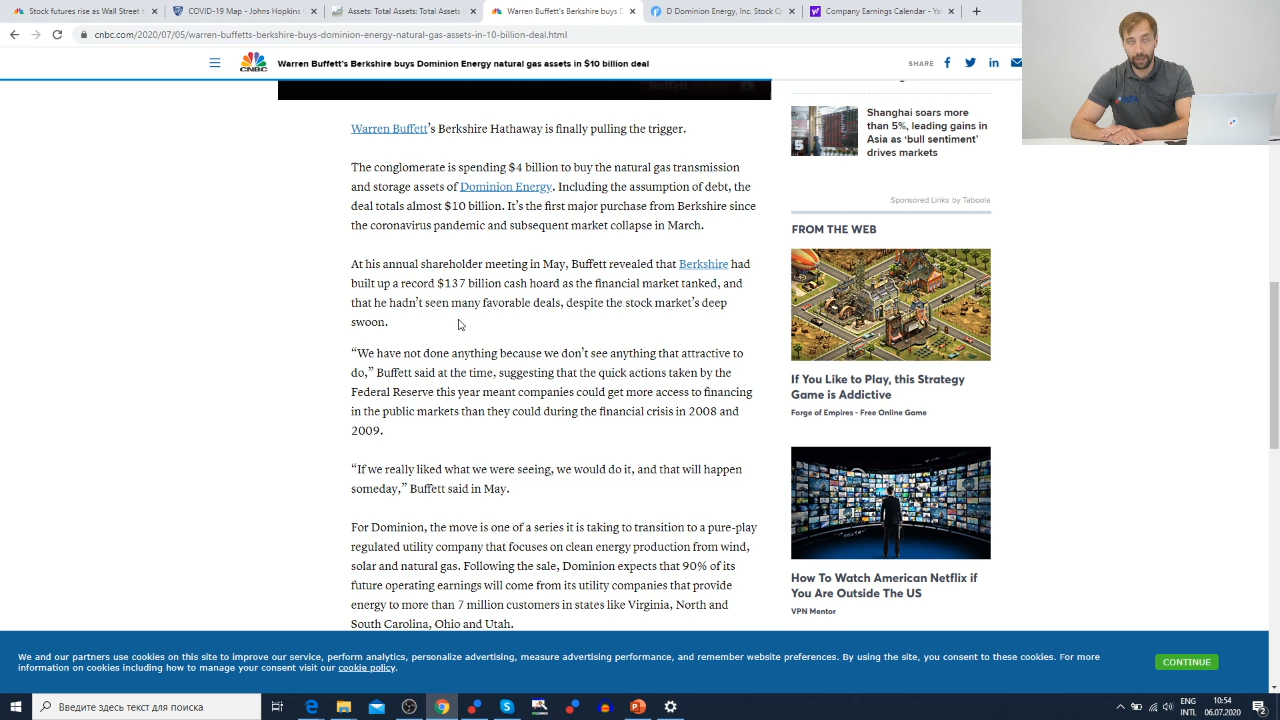 Stock futures rise as Wall Street
COVID-19 Map - Johns Hopkins
Assets: Total Assets: Total Asset
Warren Buffett's Berkshire buys
D Dominion Energy, Inc. Stock Q
Company Earnings Calendar - Yah
cnbc.com/2020/07/05/warren-buffetts-berkshire-buys-dominion-energy-natural-gas-assets-in-10-billion-deal.html
CNBC
Warren Buffett's Berkshire buys Dominion Energy natural gas assets in $10 billion deal
SHARE
Warren Buffett's Berkshire Hathaway is finally pulling the trigger.
The conglomerate is spending $4 billion to buy the natural gas transmission
and storage assets of Dominion Energy. Including the assumption of debt, the
deal totals almost $10 billion. It's the first major purchase from Berkshire since
the coronavirus pandemic and subsequent market collapse in March.
At his annual shareholder meeting in May, Buffett revealed that Berkshire had
built up a record $137 billion cash hoard as the financial market tanked, and
that he hadn't seen many favorable deals, despite the stock market's deep
swoon.
“We have not done anything because we don't see anything that attractive to
do,” Buffett said at the time, suggesting that the quick actions taken by the
Federal Reserve this year meant companies could get more access to financing
in the public markets than they could during the financial crisis in 2008 and
2009.
“If we really liked what we were seeing, we would do it, and that will happen
someday,” Buffett said in May.
For Dominion, the move is one of a series it is taking to transition to a pure-play
regulated utility company that focuses on clean energy production from wind,
solar and natural gas. Following the sale, Dominion expects that 90% of its
future operating earnings will come from its utility companies that provide
energy to more than 7 million customers in states like Virginia, North and
South Carolina, Ohio and Utah.
5
Shanghai soars more
than 5%, leading gains in
Asia as ‘bull sentiment’
drives markets
Sponsored Links by Taboola
FROM THE WEB
If You Like to Play, this Strategy
Game is Addictive
Forge of Empires - Free Online Game
How To Watch American Netflix if
You Are Outside The US
VPN Mentor
We and our partners use cookies on this site to improve our service, perform analytics, personalize advertising, measure advertising performance, and remember website preferences. By using the site, you consent to these cookies. For more
information on cookies including how to manage your consent visit our cookie policy.
CONTINUE
Введите здесь текст для поиска
ENG
INTL
10:54
06.07.2020
2